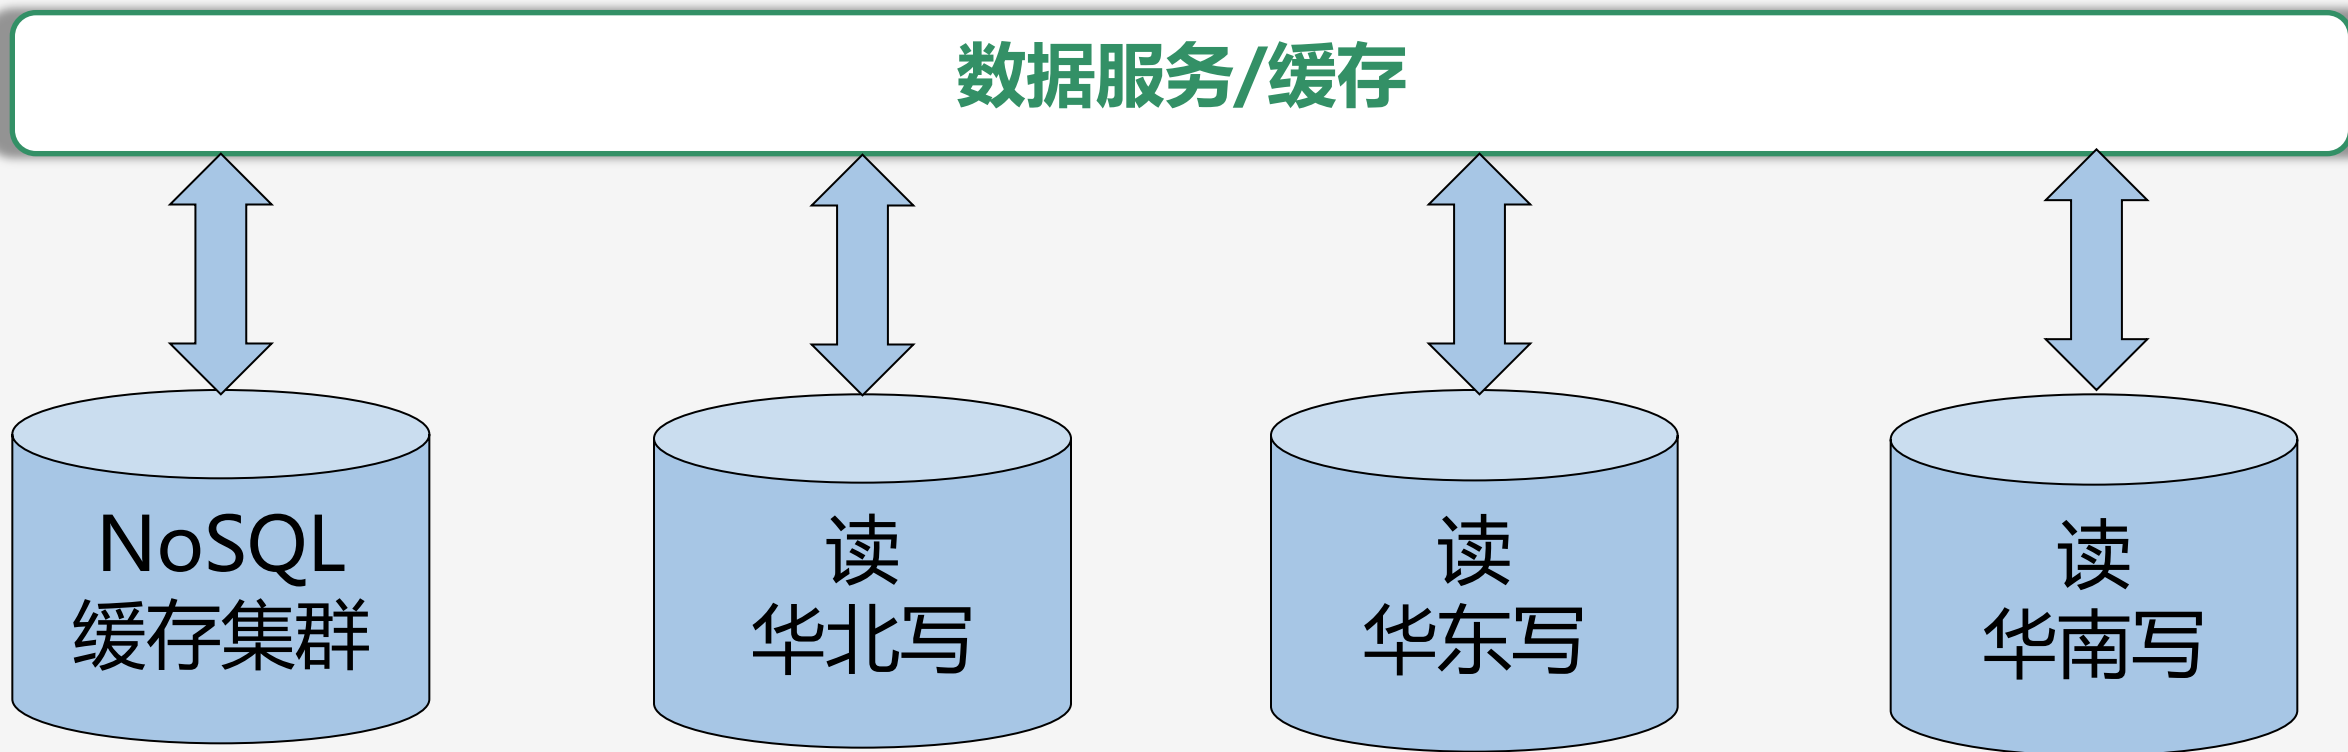 数据服务/缓存
NoSQL
缓存集群
读
华北写
读
华东写
读
华南写